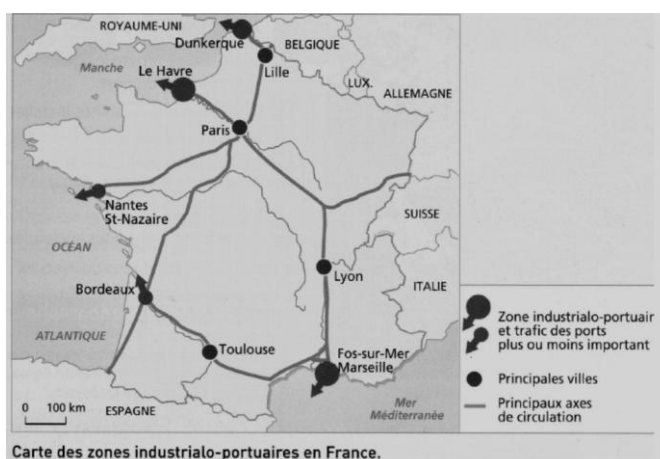 ROYAUME-UNI
Dunkerque
BELGIQUE
Manche
Lille
Le Havre
LUX.
ALLEMAGNE
Paris
Nantes
St-Nazaire
SUISSE
OCÉAN
Lyon
ITALIE
Bordeaux
ATLANTIQUE
Toulouse
Fos-sur-Mer
Marseille
Mer
Méditerranée
ESPAGNE
0 100 km
Zone industrialo-portuair
et trafic des ports
plus ou moins important
Principales villes
Principaux axes
de circulation
Carte des zones industrialo-portuaires en France.